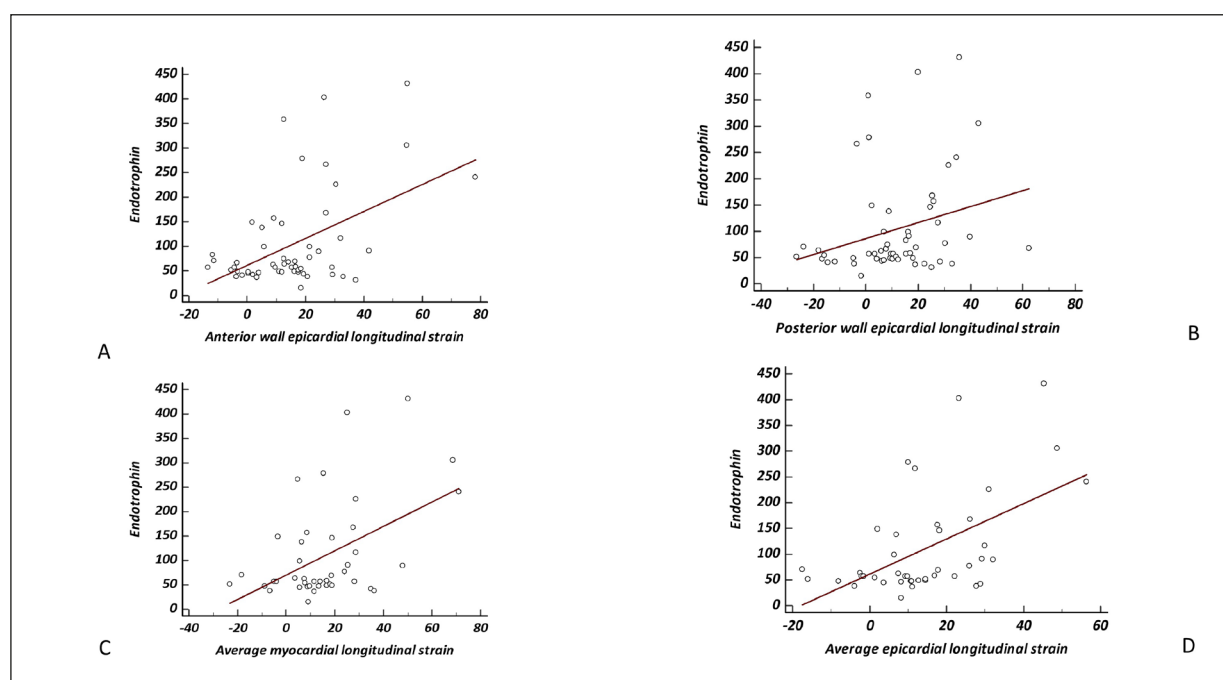 450
400
350
300
250
200
150
100
50
0
Endotrophin
-20 0 20 40 60 80
Anterior wall epicardial longitudinal strain
A
450
400
350
300
250
200
150
100
50
0
Endotrophin
-40 -20 0 20 40 60 80
Posterior wall epicardial longitudinal strain
B
450
400
350
300
250
200
150
100
50
0
Endotrophin
-40 -20 0 20 40 60 80
Average myocardial longitudinal strain
C
450
400
350
300
250
200
150
100
50
0
Endotrophin
-20 0 20 40 60
Average epicardial longitudinal strain
D